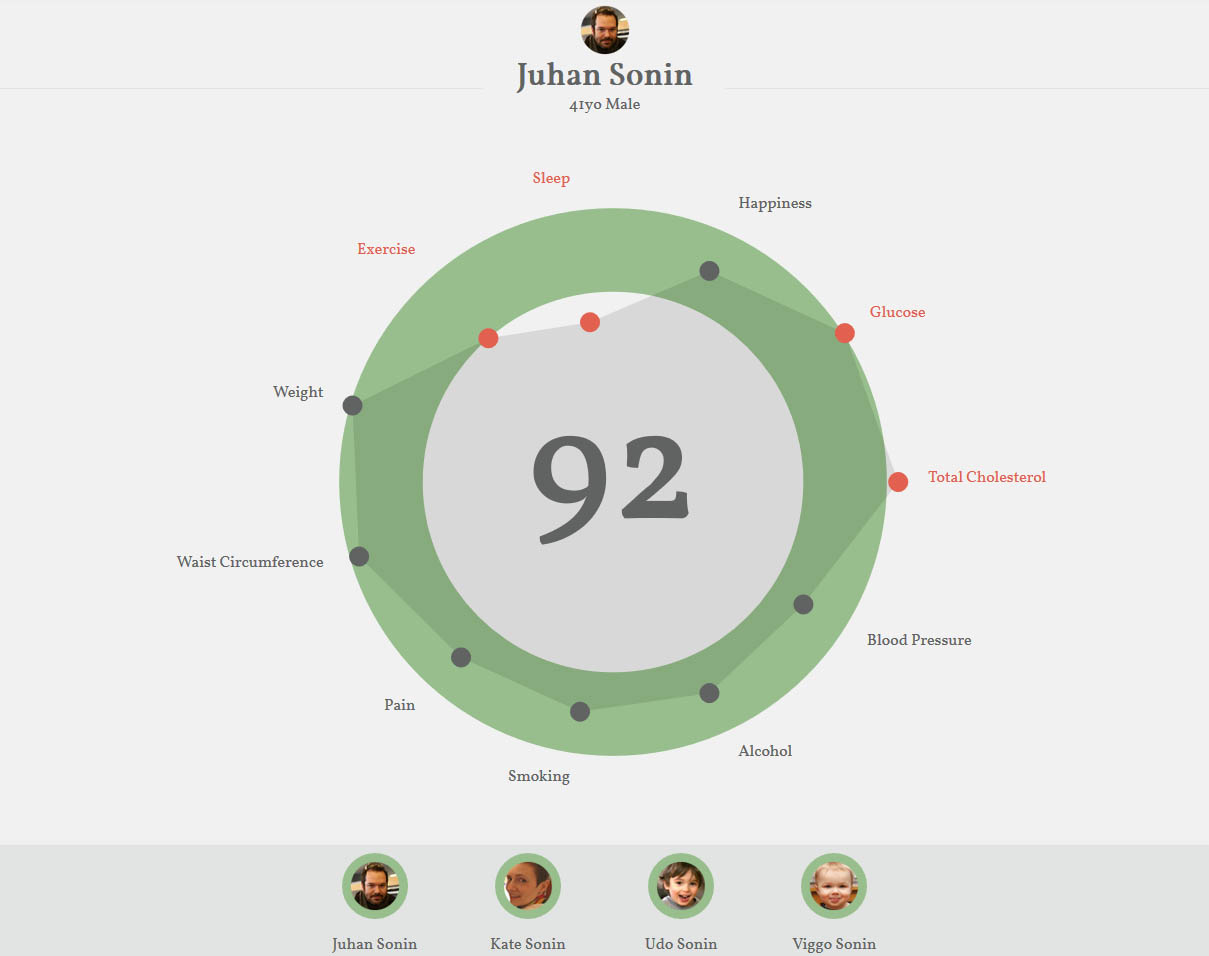 Juhan Sonin
41yo Male
Sleep
Happiness
Exercise
Glucose
Weight
Total Cholesterol
92
Waist Circumference
Blood Pressure
Pain
Alcohol
Smoking
Juhan Sonin
Kate Sonin
Udo Sonin
Viggo Sonin